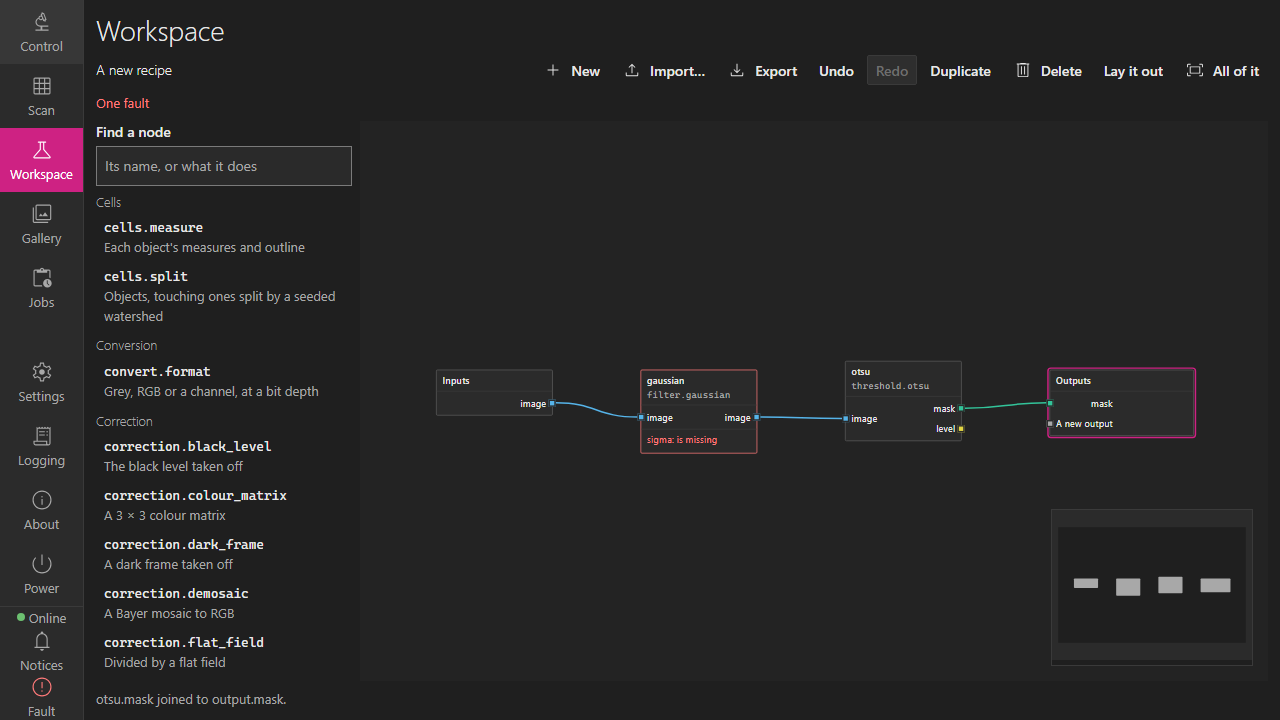 Control
Scan
Workspace
Gallery
Jobs
Settings
Logging
About
Power
Online
Notices
Fault
Workspace
A new recipe
New
Import...
Export
Undo
Redo
Duplicate
Delete
Lay it out
All of it
One fault
Find a node
Its name, or what it does
Cells
cells.measure
Each object's measures and outline
cells.split
Objects, touching ones split by a seeded
watershed
Conversion
convert.format
Grey, RGB or a channel, at a bit depth
Correction
correction.black_level
The black level taken off
correction.colour_matrix
A 3 × 3 colour matrix
correction.dark_frame
A dark frame taken off
correction.demosaic
A Bayer mosaic to RGB
correction.flat_field
Divided by a flat field
Inputs
image
gaussian
filter.gaussian
image image
sigma: is missing
otsu
threshold.otsu
mask
image
level
Outputs
mask
A new output
otsu.mask joined to output.mask.